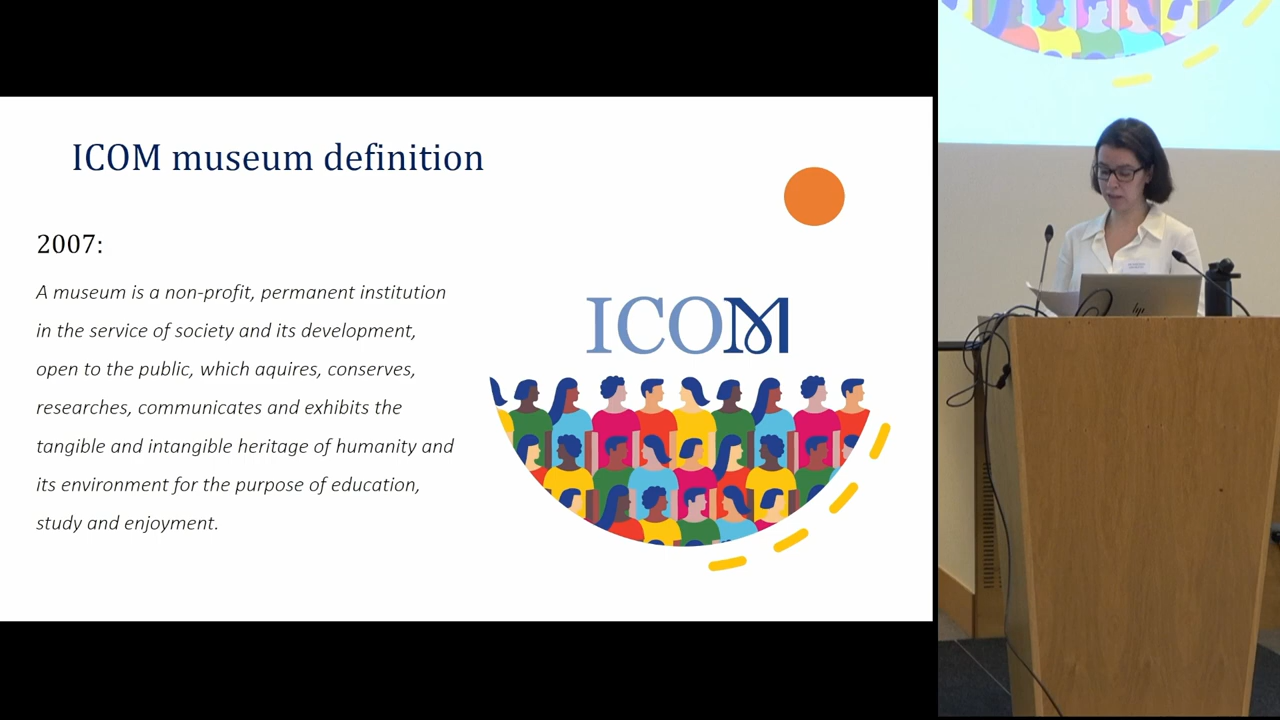 ICOM museum definition
2007:
A museum is a non-profit, permanent institution
in the service of society and its development,
open to the public, which aquires, conserves,
researches, communicates and exhibits the
tangible and intangible heritage of humanity and
its environment for the purpose of education,
study and enjoyment.
ICOM
hp